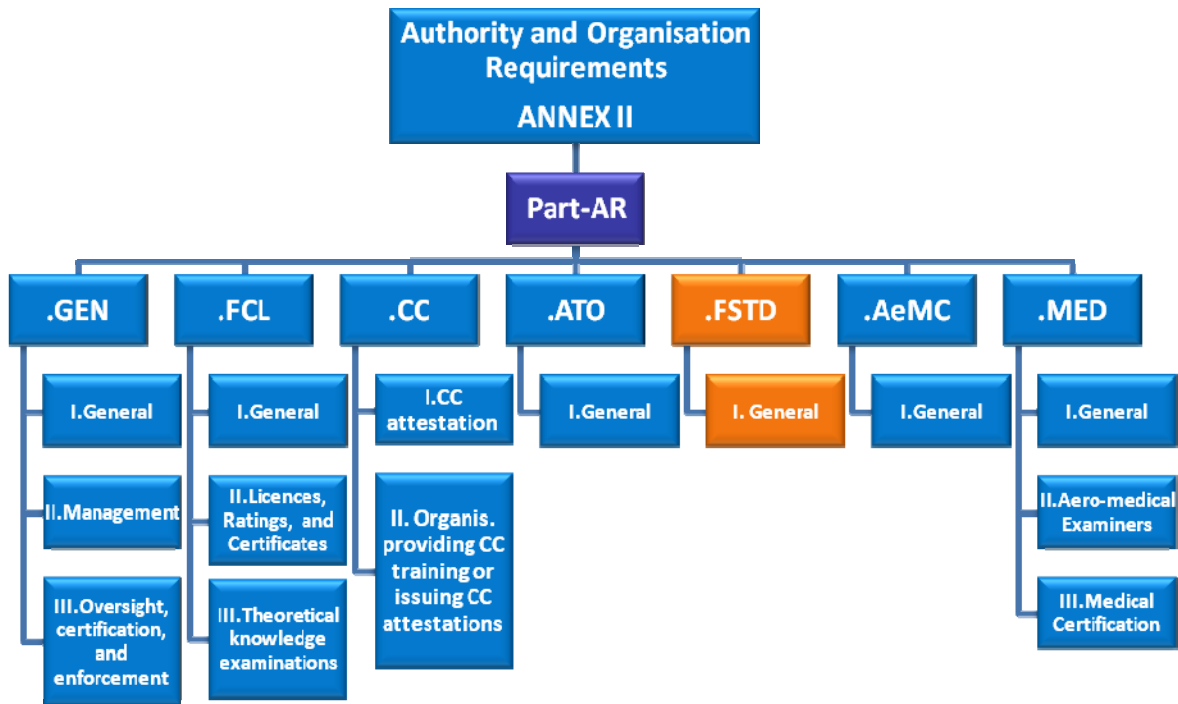 Authority and Organisation
Requirements
ANNEX II
Part-AR
.GEN
.FCL
.CC
.ATO
.FSTD
.AeMC
.MED
I.General
II.Management
III.Oversight,
certification,
and
enforcement
I.General
II.Licences,
Ratings, and
Certificates
III.Theoretical
knowledge
examinations
I.CC
attestation
II. Organis.
providing CC
training or
issuing CC
attestations
I.General
I. General
I.General
I.General
II.Aero-medical
Examiners
III.Medical
Certification